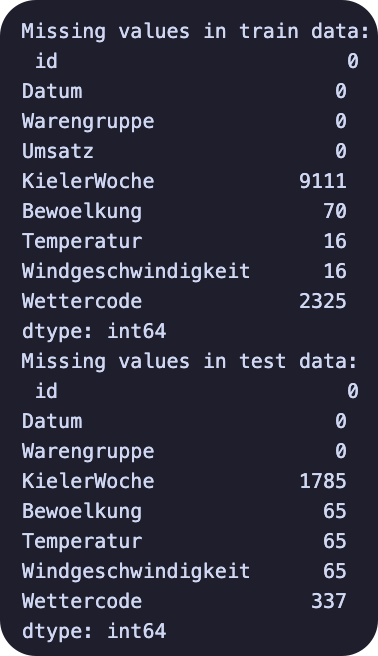 Missing values in train data:
 id                        0
Datum                     0
Warengruppe               0
Umsatz                    0
KielerWoche            9111
Bewoelkung               70
Temperatur               16
Windgeschwindigkeit      16
Wettercode             2325
dtype: int64
Missing values in test data:
 id                        0
Datum                     0
Warengruppe               0
KielerWoche            1785
Bewoelkung               65
Temperatur               65
Windgeschwindigkeit      65
Wettercode              337
dtype: int64